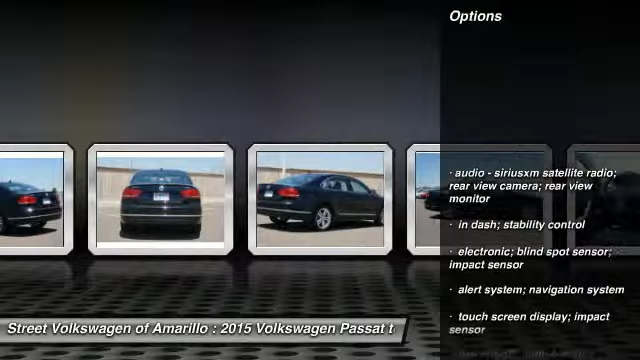 Options
· audio - siriusxm satellite radio;
rear view camera; rear view
monitor
· in dash; stability control
· electronic; blind spot sensor;
impact sensor
· alert system; navigation system
· touch screen display; impact
sensor
Street Volkswagen of Amarillo : 2015 Volkswagen Passat t